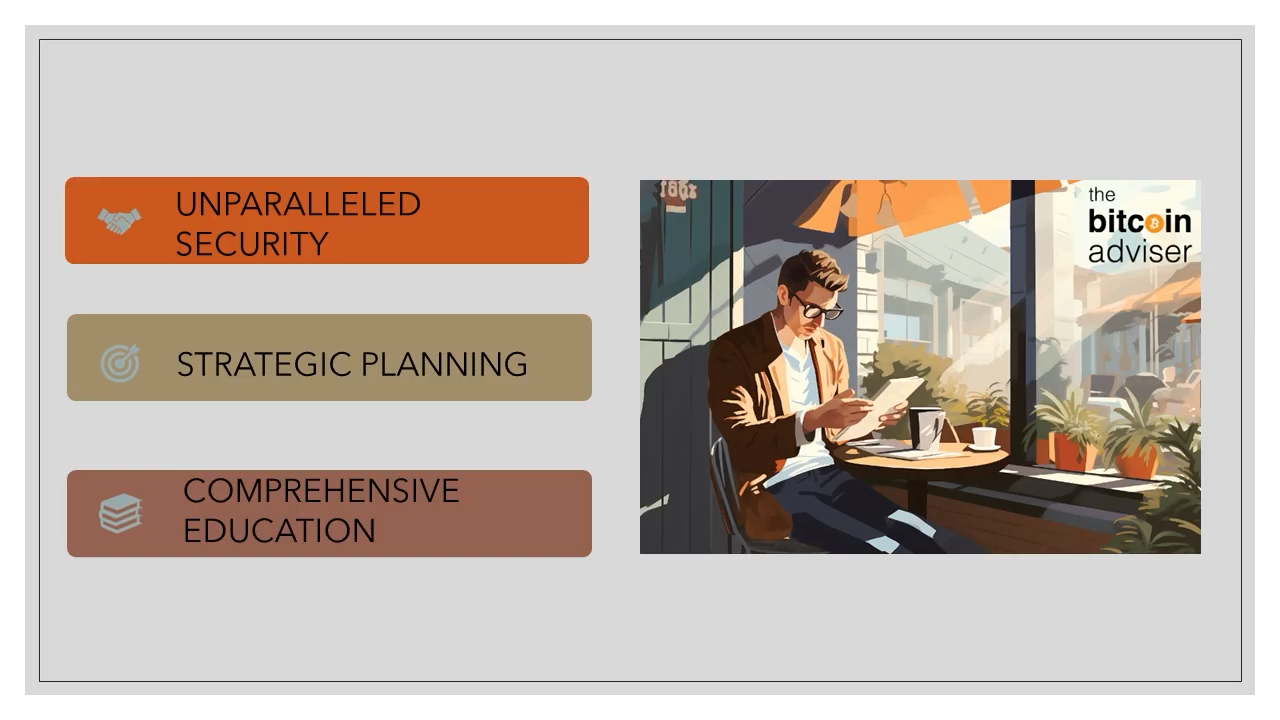 UNPARALLELED
SECURITY
STRATEGIC PLANNING
COMPREHENSIVE
EDUCATION
the
bitcoin
adviser